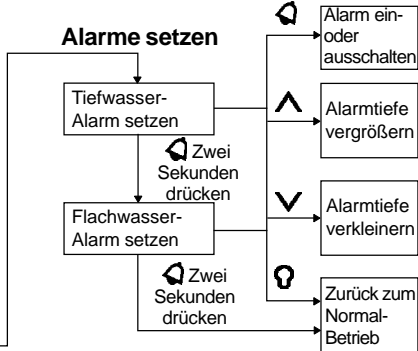 Alarme setzen
Alarm ein-
oder
ausschalten
Tiefwasser-
Alarm setzen
Alarmtiefe
vergrößern
Zwei
Sekunden
drücken
Flachwasser-
Alarm setzen
Alarmtiefe
verkleinern
Zwei
Sekunden
drücken
Zurück zum
Normal-
Betrieb